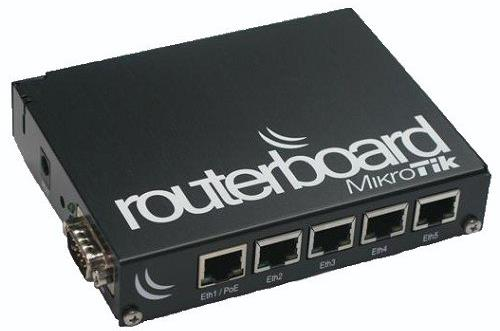 routerboard
MikroTik
Eth1 / PoE Eth2 Eth3 Eth4 Eth5